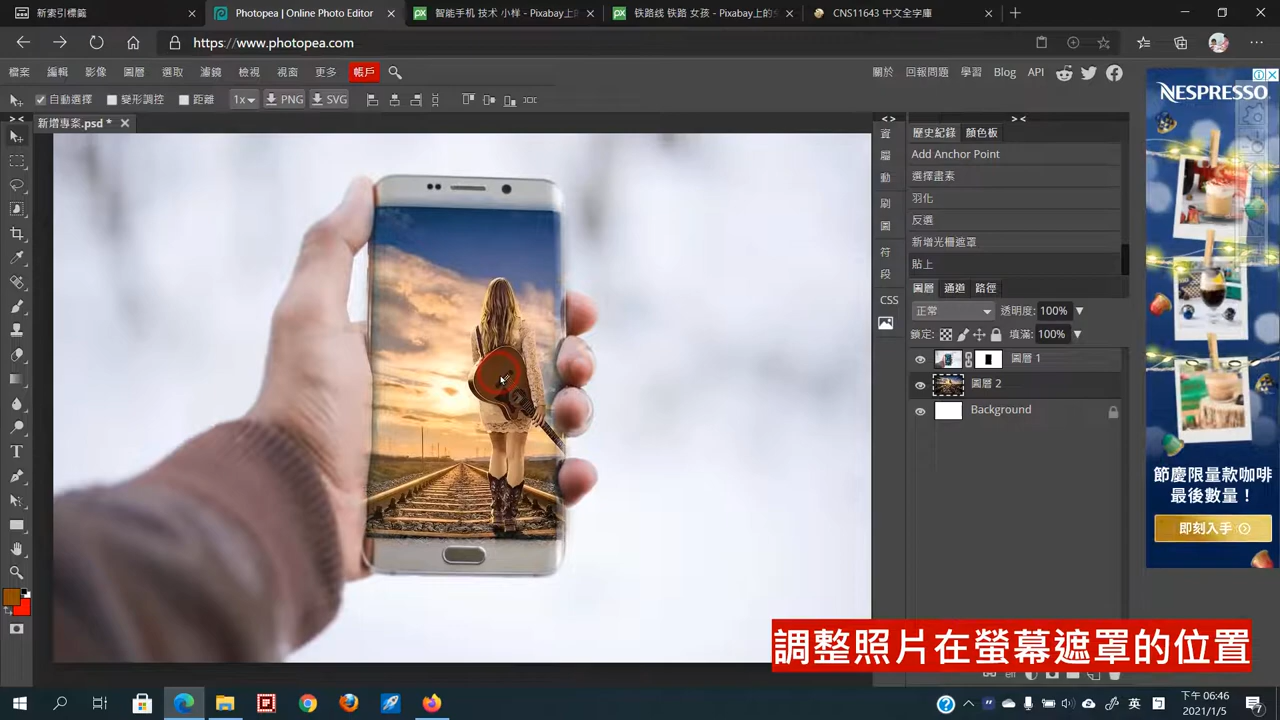 新索引標籤
Photopea | Online Photo Editor
智能手机 技术 小样 - Pixabay上的
铁路线 铁路 女孩 - Pixabay上的
CNS11643 中文全字庫
https://www.photopea.com
檔案 編輯 影像 圖層 選取 濾鏡 檢視 視窗 更多 帳戶
關於 回報問題 學習 Blog API
自動選擇 變形調控 距離 1x PNG SVG
新增專案.psd *
歷史紀錄 顏色板
Add Anchor Point
選擇畫素
羽化
反選
新增光柵遮罩
貼上
圖層 通道 路徑
正常 透明度: 100%
鎖定: 填滿: 100%
圖層 1
圖層 2
Background
資
屬
動
刷
圖
符
段
CSS
NESPRESSO
節慶限量款咖啡
最後數量！
即刻入手
調整照片在螢幕遮罩的位置
英
下午 06:46
2021/1/5